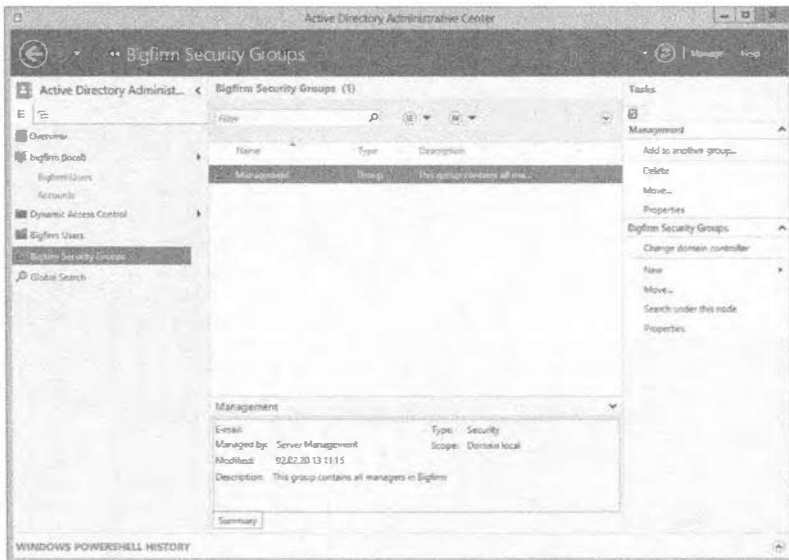 Active Directory Administrative Center
•• Bigfirm Security Groups
Manage Help
Active Directory Administ...
Overview
bigfirm (local)
Bigfirm Users
Accounts
Dynamic Access Control
Bigfirm Users
Bigfirm Security Groups
Global Search
Bigfirm Security Groups (1)
Filter
Name Type Description
Management Group This group contains all ma...
Management
E-mail:
Managed by: Server Management
Modified:
Description: This group contains all managers in Bigfirm
Type: Security
Scope: Domain local
Summary
Tasks
Management
Add to another group...
Delete
Move...
Properties
Bigfirm Security Groups
Change domain controller
New
Move...
Search under this node
Properties
WINDOWS POWERSHELL HISTORY